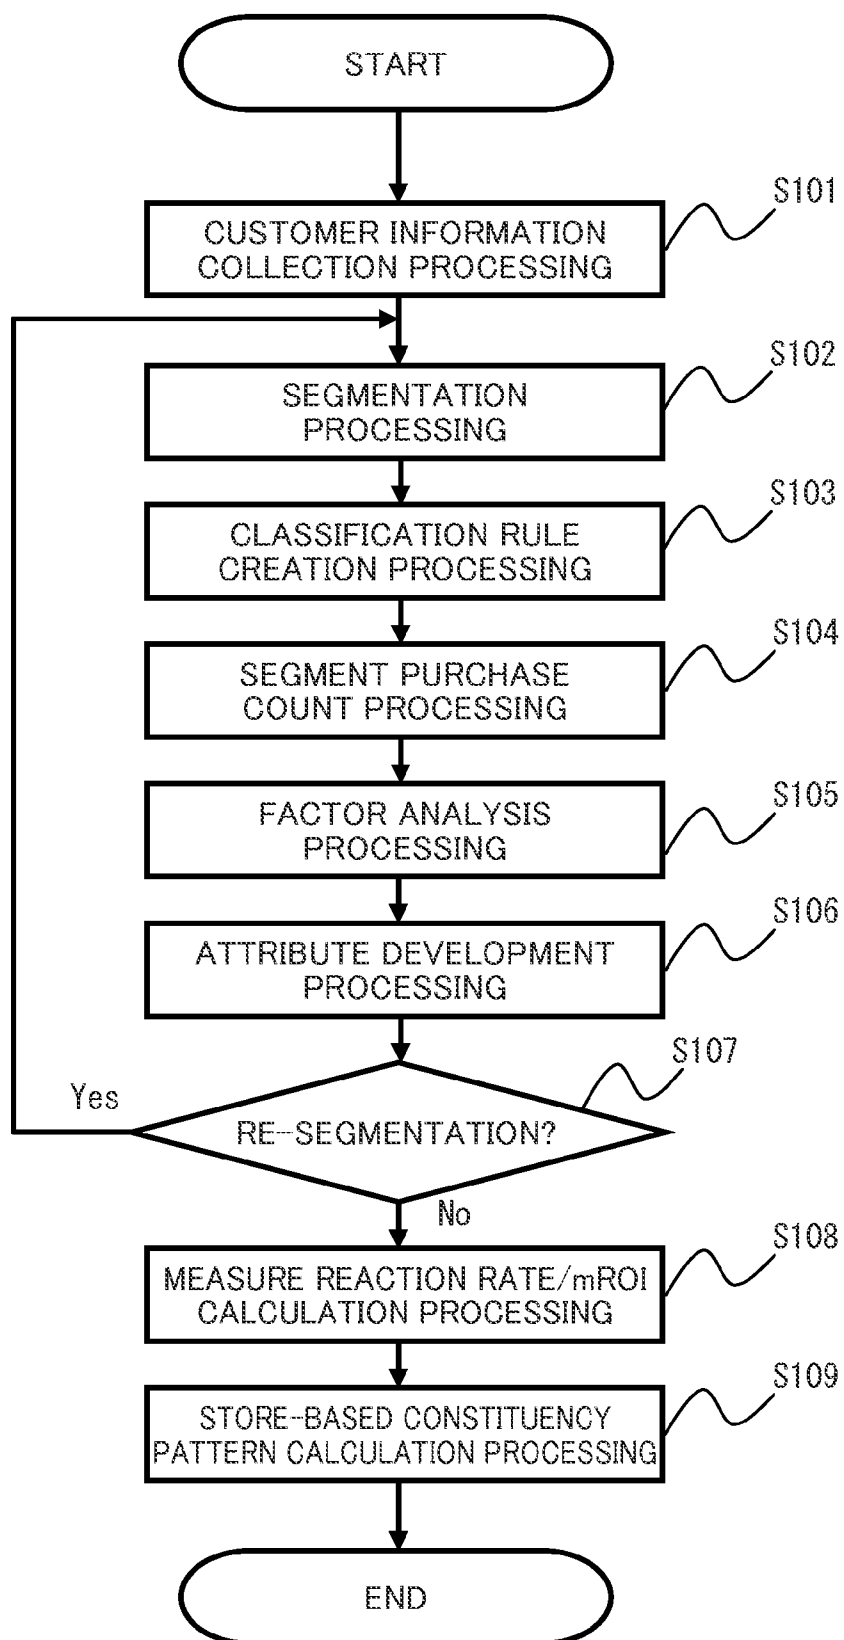 START
S101
CUSTOMER INFORMATION
COLLECTION PROCESSING
S102
SEGMENTATION
PROCESSING
S103
CLASSIFICATION RULE
CREATION PROCESSING
S104
SEGMENT PURCHASE
COUNT PROCESSING
S105
FACTOR ANALYSIS
PROCESSING
S106
ATTRIBUTE DEVELOPMENT
PROCESSING
S107
Yes
RE-SEGMENTATION?
No
S108
MEASURE REACTION RATE/mROI
CALCULATION PROCESSING
S109
STORE-BASED CONSTITUENCY
PATTERN CALCULATION PROCESSING
END